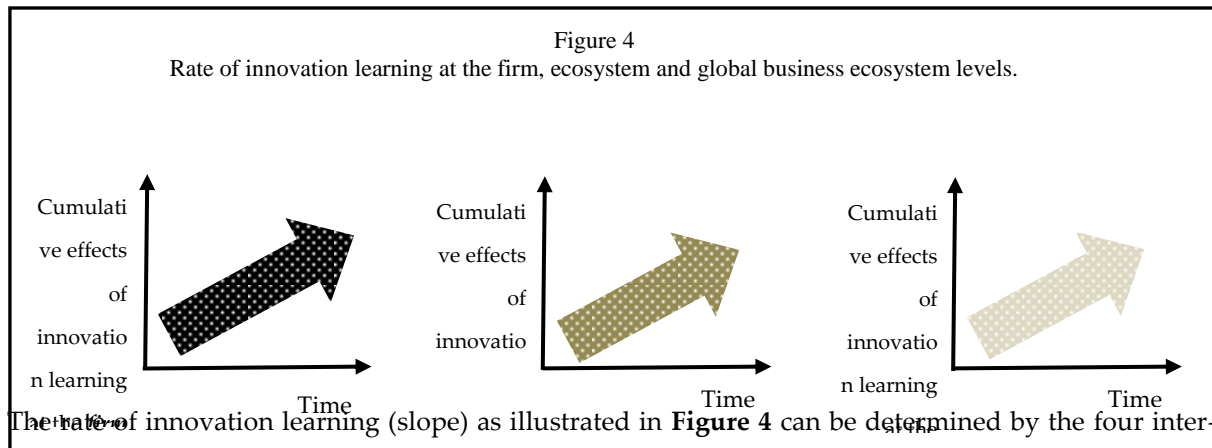 Figure 4
Rate of innovation learning at the firm, ecosystem and global business ecosystem levels.
Cumulati
ve effects
of
innovatio
n learning
Time
Cumulati
ve effects
of
innovatio
Time
Cumulati
ve effects
of
innovatio
n learning
at the
Time
The rate of innovation learning (slope) as illustrated in Figure 4 can be determined by the four inter-